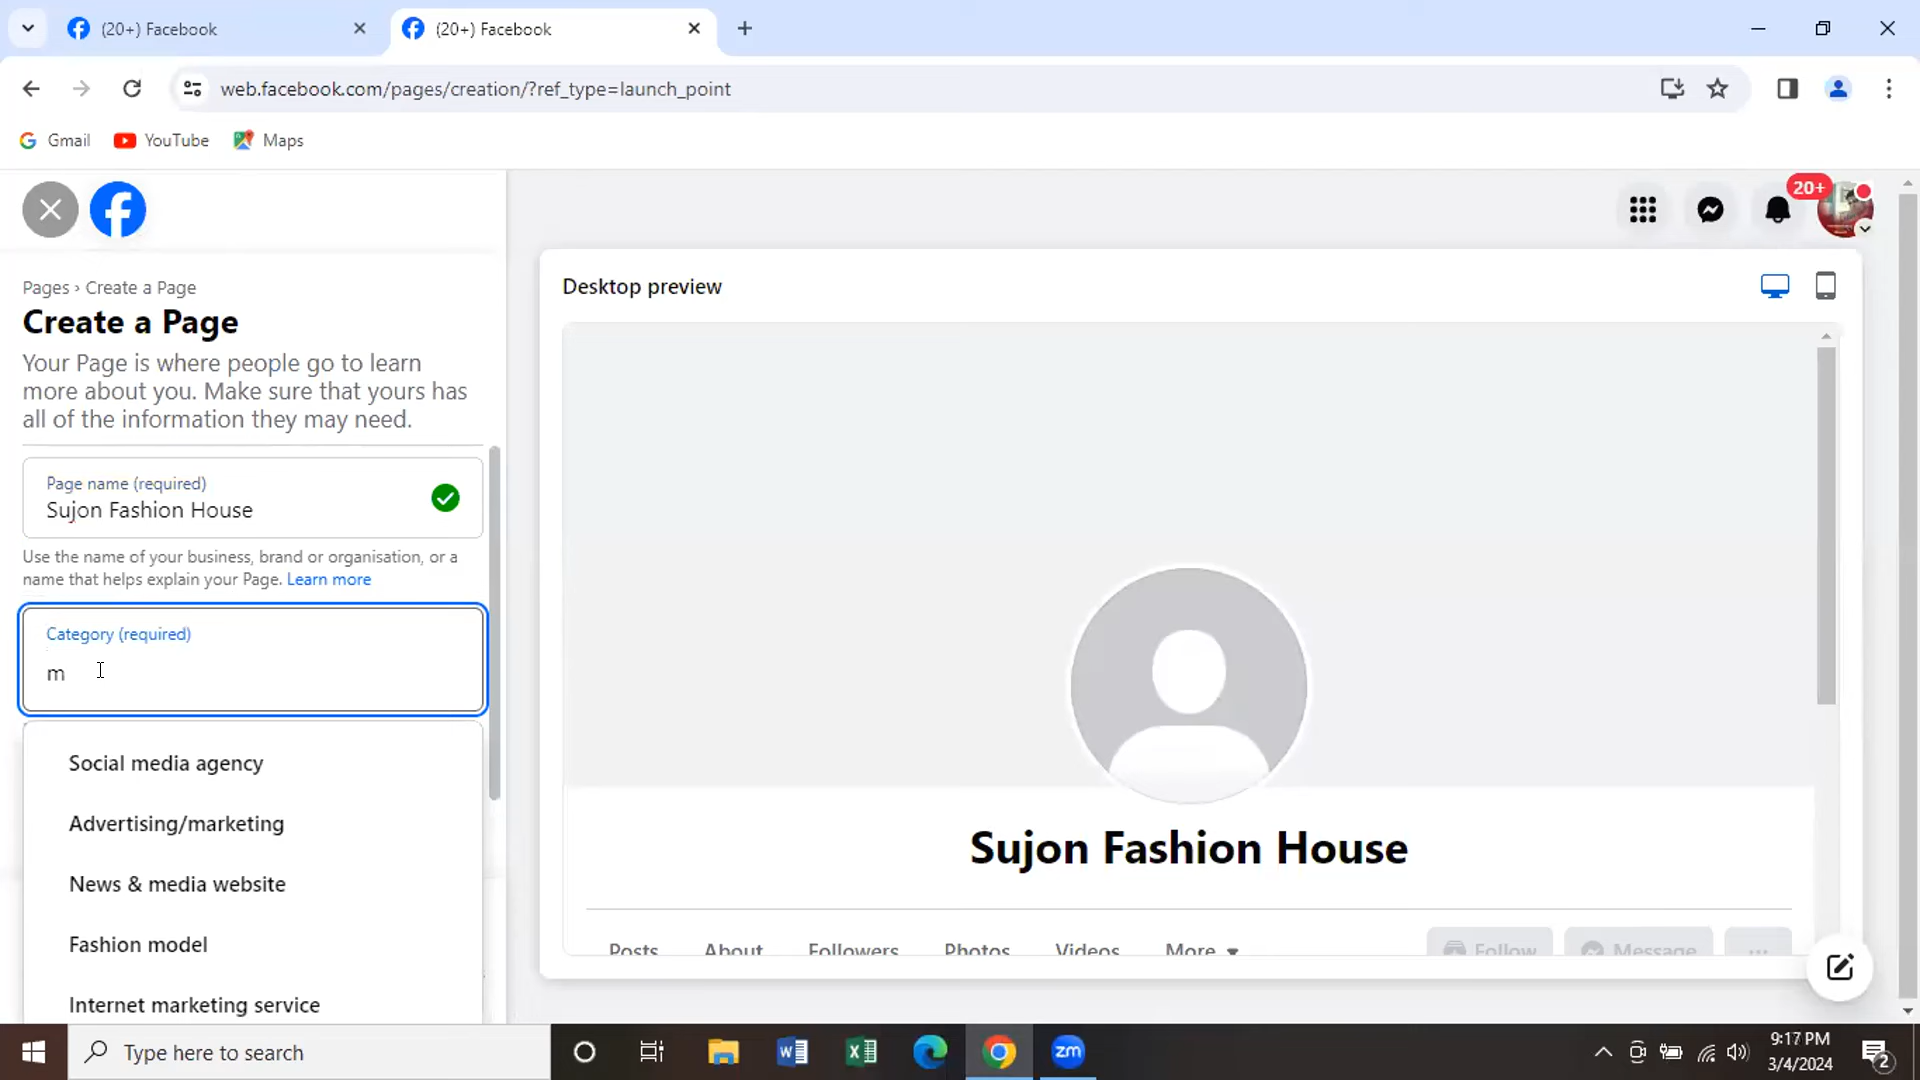 (20+) Facebook
(20+) Facebook
web.facebook.com/pages/creation/?ref_type=launch_point
Gmail
YouTube
Maps
20+
Pages › Create a Page
Create a Page
Your Page is where people go to learn
more about you. Make sure that yours has
all of the information they may need.
Page name (required)
Sujon Fashion House
Use the name of your business, brand or organisation, or a
name that helps explain your Page. Learn more
Category (required)
m
Social media agency
Advertising/marketing
News & media website
Fashion model
Internet marketing service
Desktop preview
Sujon Fashion House
Posts About Followers Photos Videos More
Follow
Message
Type here to search
zm
9:17 PM
3/4/2024
2